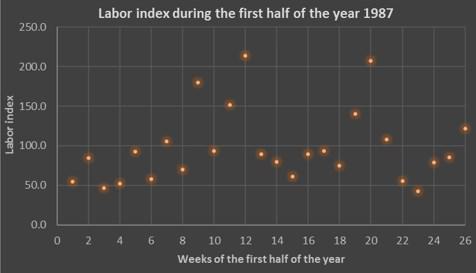 Labor index during the first half of the year 1987
250.0
200.0
150.0
100.0
50.0
0.0
Labor index
0 2 4 6 8 10 12 14 16 18 20 22 24 26
Weeks of the first half of the year